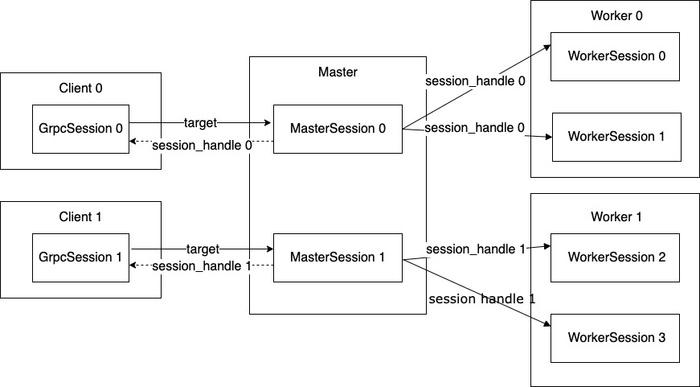 Client 0
GrpcSession 0
target
session_handle 0
Master
MasterSession 0
session_handle 0
session_handle 0
Worker 0
WorkerSession 0
WorkerSession 1
Client 1
GrpcSession 1
target
session_handle 1
MasterSession 1
session_handle 1
session handle 1
Worker 1
WorkerSession 2
WorkerSession 3